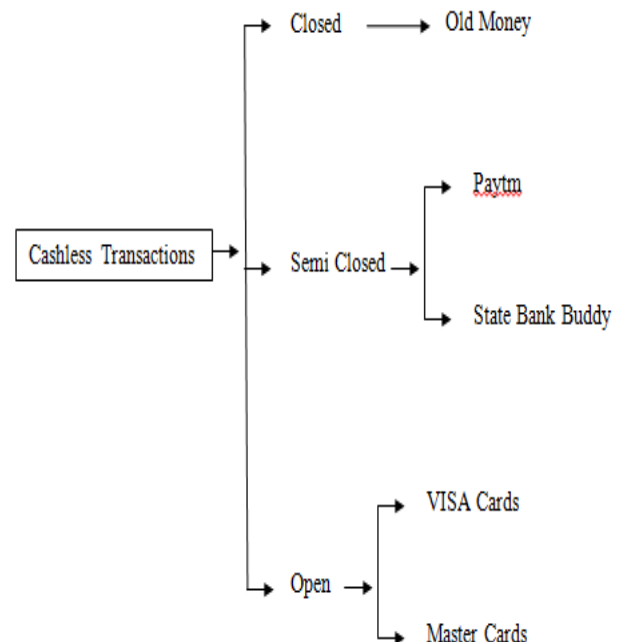 Closed
Old Money
Paytm
Cashless Transactions
Semi Closed
State Bank Buddy
VISA Cards
Open
Master Cards